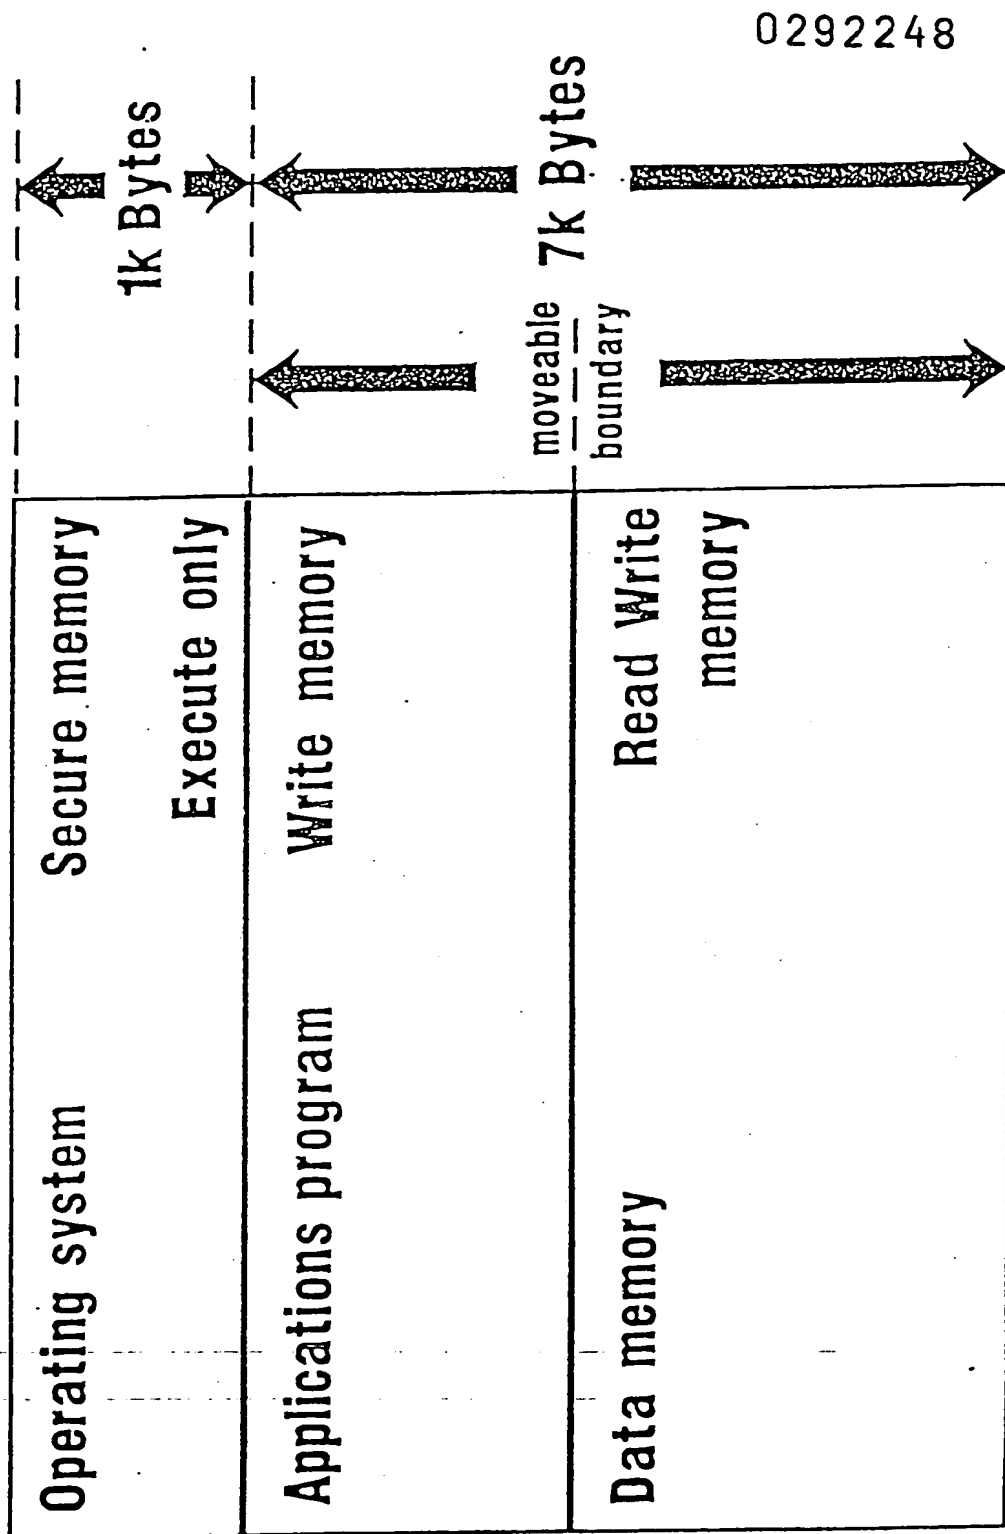 0292248
Operating system
Secure memory
Execute only
1k Bytes
Applications program
Write memory
moveable
boundary
7k Bytes
Data memory
Read Write
memory